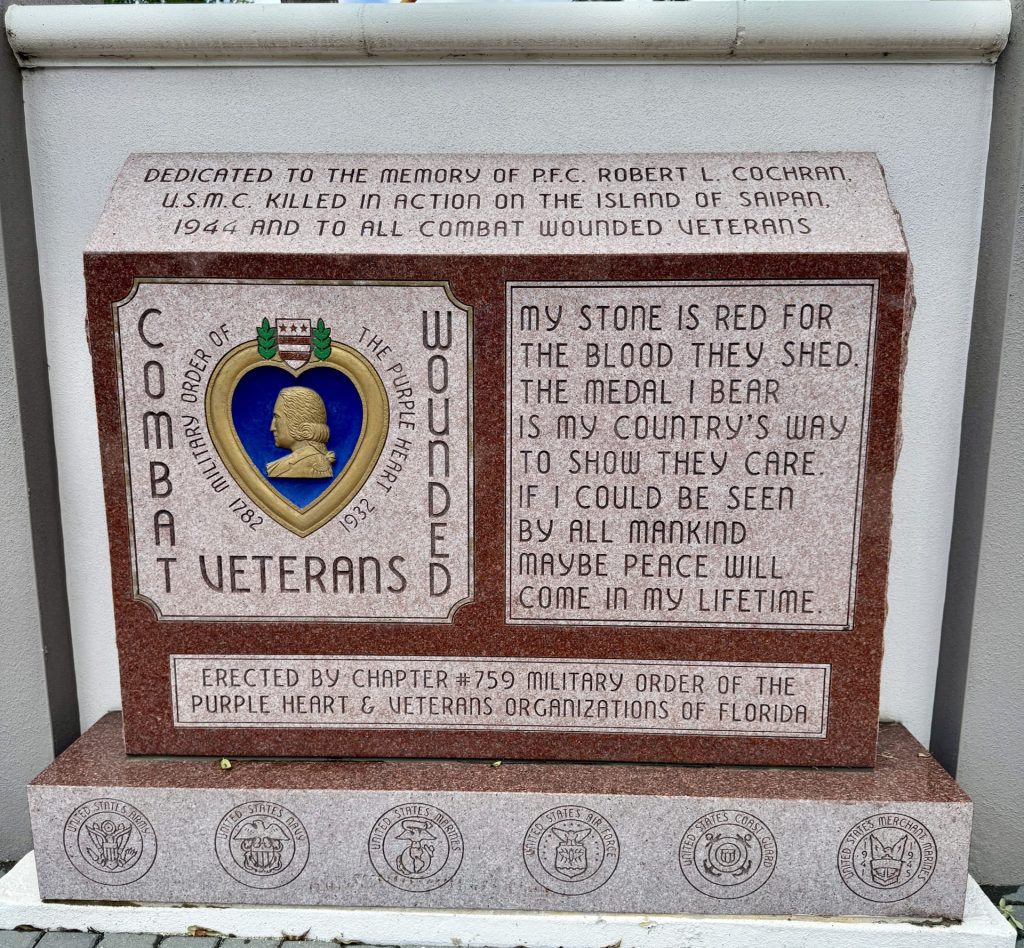 DEDICATED TO THE MEMORY OF P.F.C. ROBERT L. COCHRAN,
U.S.M.C. KILLED IN ACTION ON THE ISLAND OF SAIPAN,
1944 AND TO ALL COMBAT WOUNDED VETERANS
COMBAT
WOUNDED
VETERANS
MILITARY ORDER OF
THE PURPLE HEART
1782
1932
MY STONE IS RED FOR
THE BLOOD THEY SHED.
THE MEDAL I BEAR
IS MY COUNTRY'S WAY
TO SHOW THEY CARE.
IF I COULD BE SEEN
BY ALL MANKIND
MAYBE PEACE WILL
COME IN MY LIFETIME.
ERECTED BY CHAPTER #759 MILITARY ORDER OF THE
PURPLE HEART & VETERANS ORGANIZATIONS OF FLORIDA
UNITED STATES ARMY
UNITED STATES NAVY
UNITED STATES MARINES
UNITED STATES AIR FORCE
UNITED STATES COAST GUARD
UNITED STATES MERCHANT MARINES
1941
1945